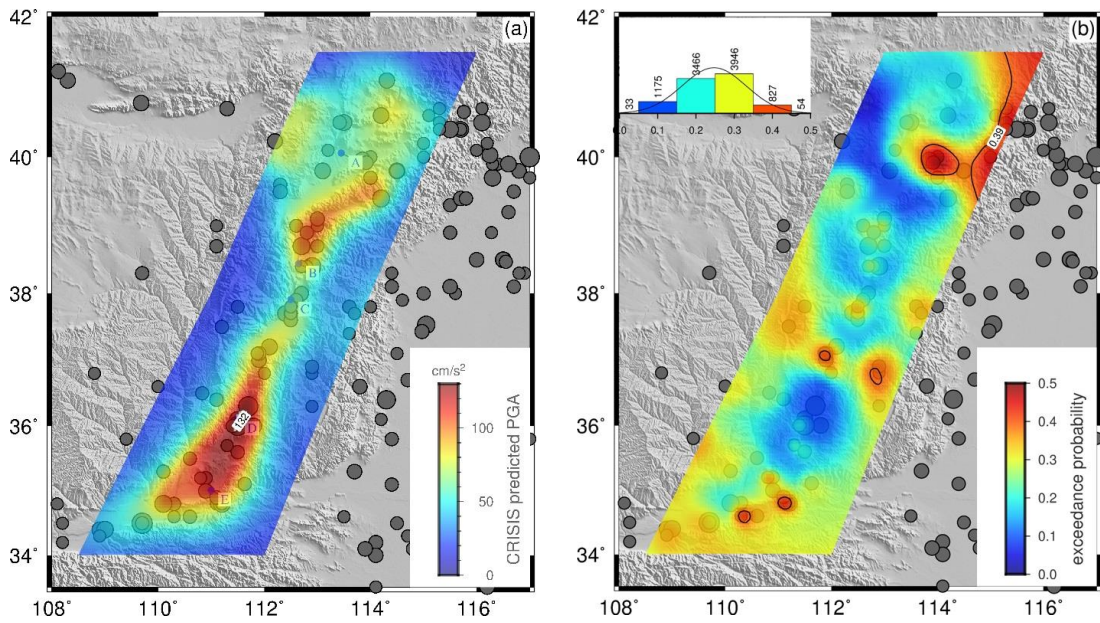 42˚
40˚
38˚
36˚
34˚
108˚ 110˚ 112˚ 114˚ 116˚
(a)
A
B
C
D
E
132
cm/s²
100
50
0
CRISIS predicted PGA
42˚
40˚
38˚
36˚
34˚
108˚ 110˚ 112˚ 114˚ 116˚
(b)
33 1175 3466 3946 827 54
0.0 0.1 0.2 0.3 0.4 0.5
0.39
0.5
0.4
0.3
0.2
0.1
0.0
exceedance probability